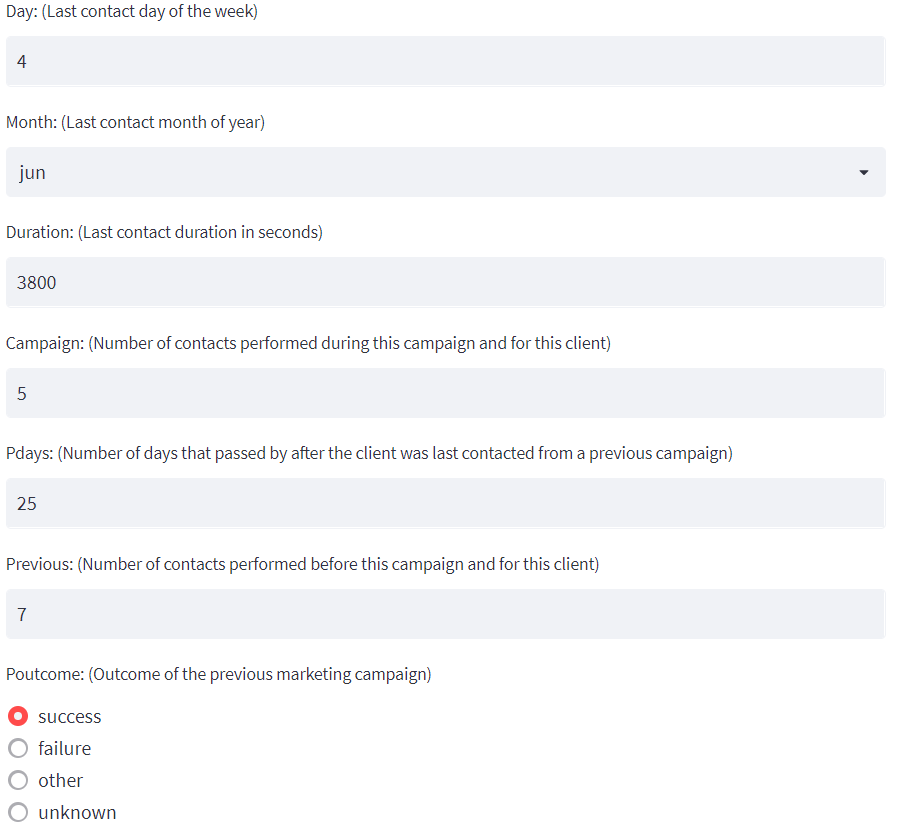 Day: (Last contact day of the week)
4
Month: (Last contact month of year)
jun
Duration: (Last contact duration in seconds)
3800
Campaign: (Number of contacts performed during this campaign and for this client)
5
Pdays: (Number of days that passed by after the client was last contacted from a previous campaign)
25
Previous: (Number of contacts performed before this campaign and for this client)
7
Poutcome: (Outcome of the previous marketing campaign)
success
failure
other
unknown